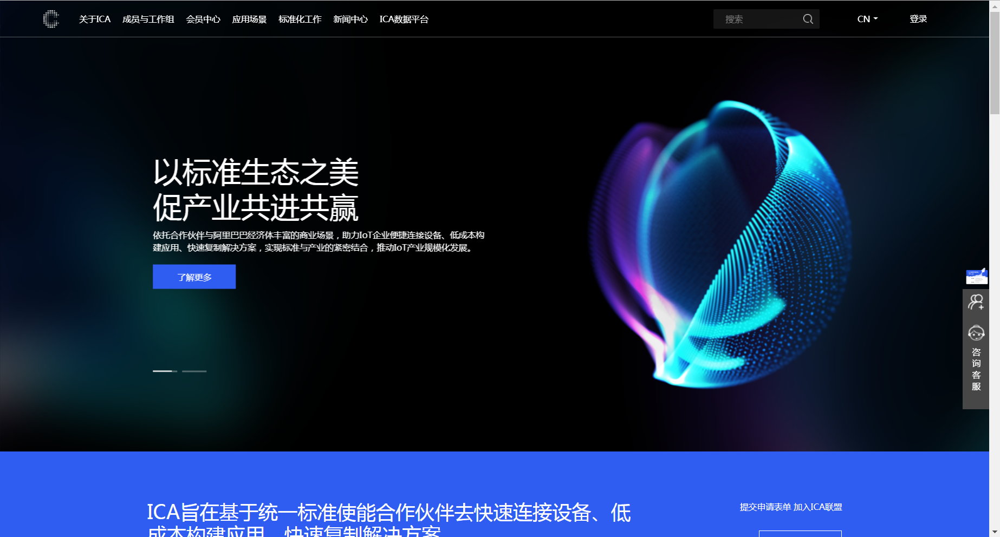 关于ICA 成员与工作组 会员中心 应用场景 标准化工作 新闻中心 ICA数据平台 搜索 CN 登录
以标准生态之美
促产业共进共赢
依托合作伙伴与阿里巴巴经济体丰富的商业场景，助力IoT企业便捷连接设备、低成本构
建应用、快速复制解决方案，实现标准与产业的紧密结合，推动IoT产业规模化发展。
了解更多
咨
询
客
服
ICA旨在基于统一标准使能合作伙伴去快速连接设备、低
成本构建应用、快速复制解决方案
提交申请表单 加入ICA联盟